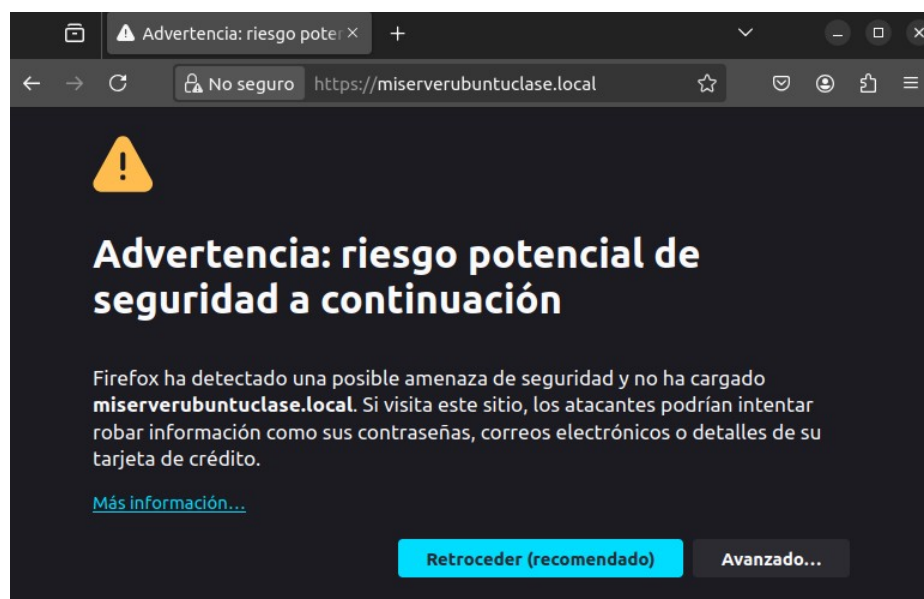 Advertencia: riesgo poter
No seguro https://miserverubuntuclase.local
Advertencia: riesgo potencial de
seguridad a continuación
Firefox ha detectado una posible amenaza de seguridad y no ha cargado
miserverubuntuclase.local. Si visita este sitio, los atacantes podrían intentar
robar información como sus contraseñas, correos electrónicos o detalles de su
tarjeta de crédito.
Más información...
Retroceder (recomendado) Avanzado...